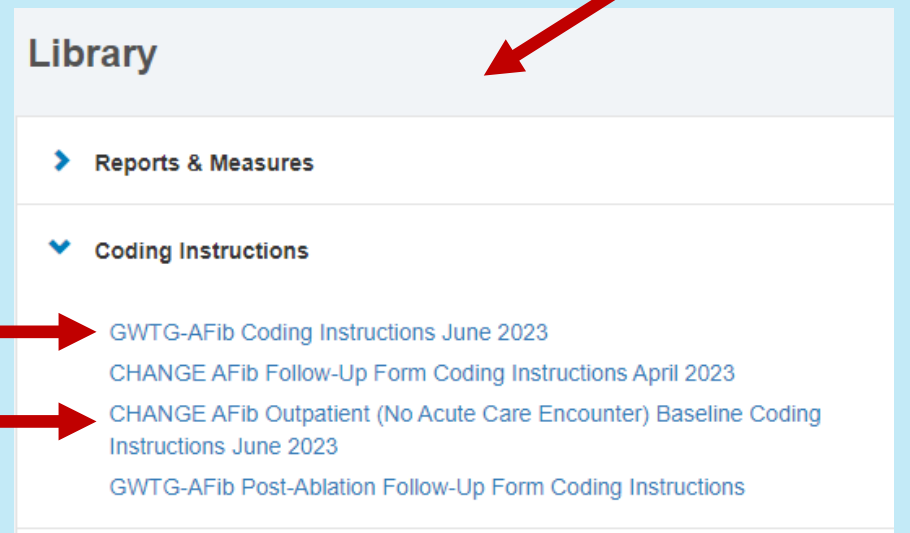 Library
Reports & Measures
Coding Instructions
GWTG-AFib Coding Instructions June 2023
CHANGE AFib Follow-Up Form Coding Instructions April 2023
CHANGE AFib Outpatient (No Acute Care Encounter) Baseline Coding
Instructions June 2023
GWTG-AFib Post-Ablation Follow-Up Form Coding Instructions